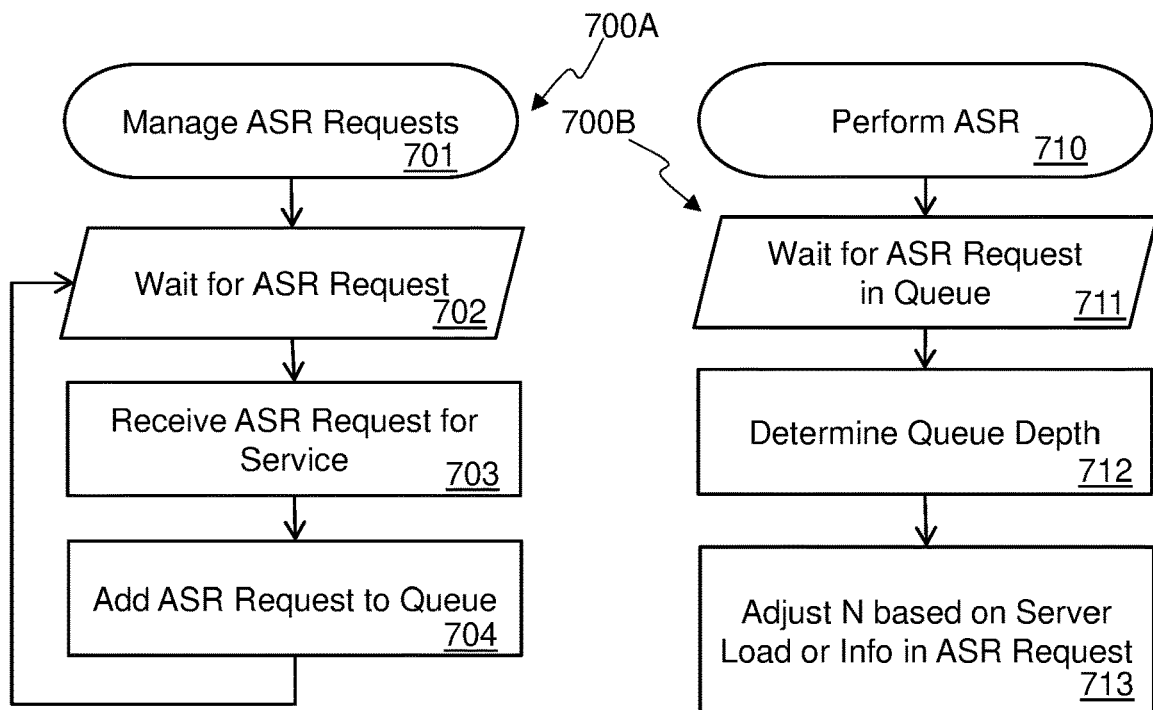 700A
Manage ASR Requests
701
Wait for ASR Request
702
Receive ASR Request for
Service
703
Add ASR Request to Queue
704
700B
Perform ASR
710
Wait for ASR Request
in Queue
711
Determine Queue Depth
712
Adjust N based on Server
Load or Info in ASR Request
713